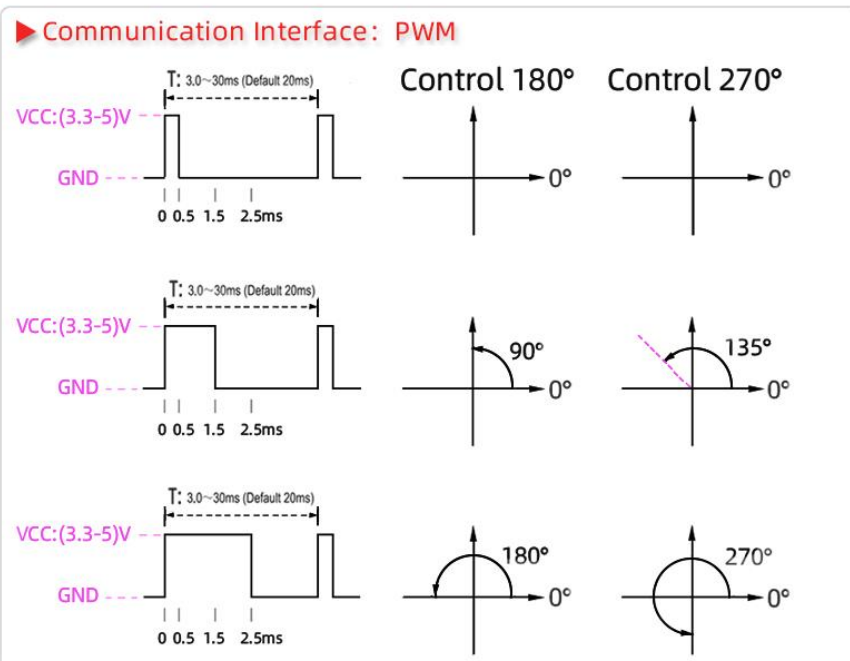 Communication Interface: PWM
T: 3.0~30ms (Default 20ms)
Control 180° Control 270°
VCC:(3.3-5)V
GND
0° 0°
0 0.5 1.5 2.5ms
T: 3.0~30ms (Default 20ms)
VCC:(3.3-5)V
90° 135°
GND
0° 0°
0 0.5 1.5 2.5ms
T: 3.0~30ms (Default 20ms)
VCC:(3.3-5)V
180° 270°
GND
0° 0°
0 0.5 1.5 2.5ms